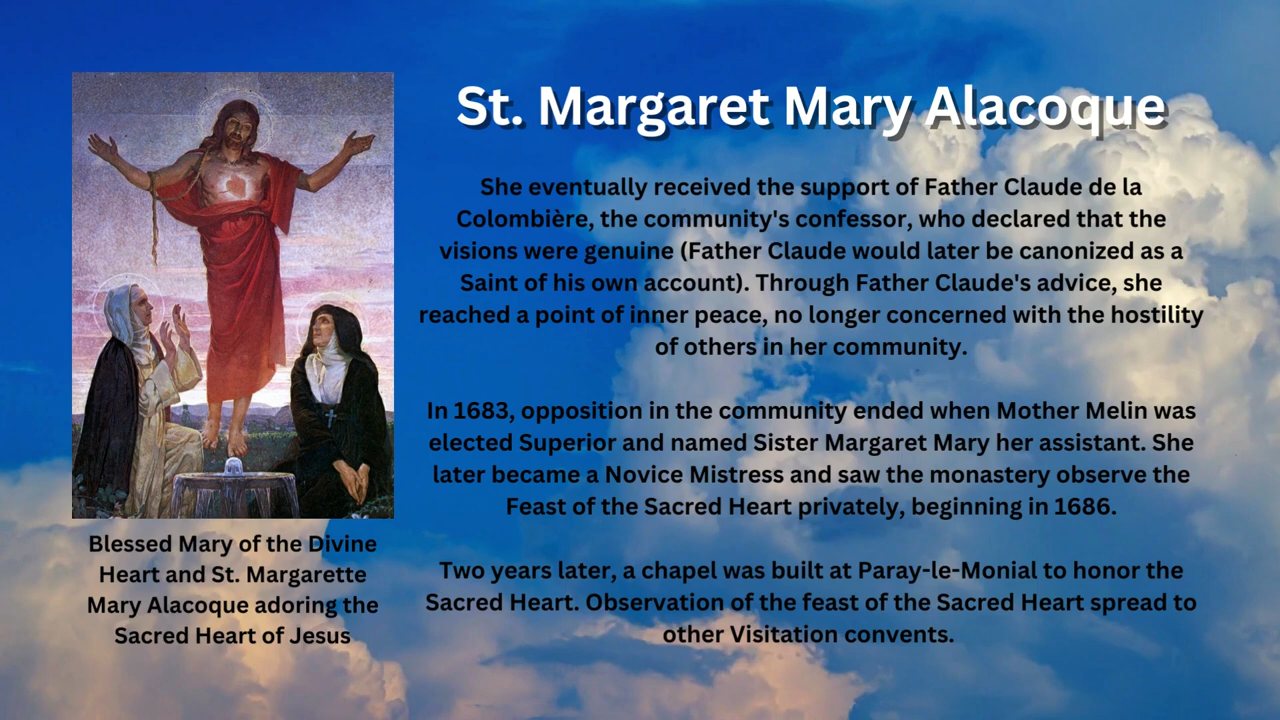 St. Margaret Mary Alacoque
She eventually received the support of Father Claude de la
Colombière, the community's confessor, who declared that the
visions were genuine (Father Claude would later be canonized as a
Saint of his own account). Through Father Claude's advice, she
reached a point of inner peace, no longer concerned with the hostility
of others in her community.
In 1683, opposition in the community ended when Mother Melin was
elected Superior and named Sister Margaret Mary her assistant. She
later became a Novice Mistress and saw the monastery observe the
Feast of the Sacred Heart privately, beginning in 1686.
Two years later, a chapel was built at Paray-le-Monial to honor the
Sacred Heart. Observation of the feast of the Sacred Heart spread to
other Visitation convents.
Blessed Mary of the Divine
Heart and St. Margarette
Mary Alacoque adoring the
Sacred Heart of Jesus